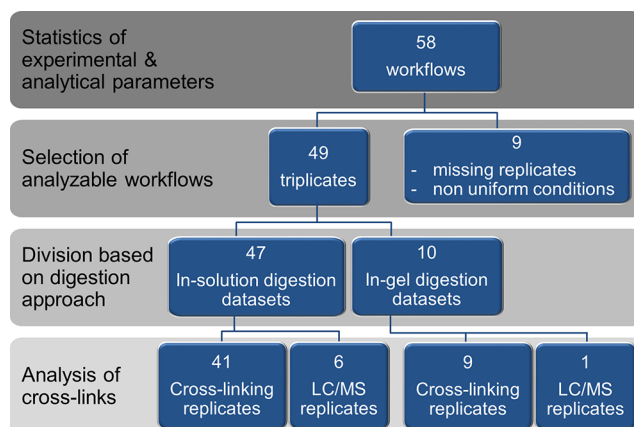 Statistics of
experimental &
analytical parameters
58
workflows
Selection of
analyzable workflows
49
triplicates
9
- missing replicates
- non uniform conditions
Division based
on digestion
approach
47
In-solution digestion
datasets
10
In-gel digestion
datasets
Analysis of
cross-links
41
Cross-linking
replicates
6
LC/MS
replicates
9
Cross-linking
replicates
1
LC/MS
replicates